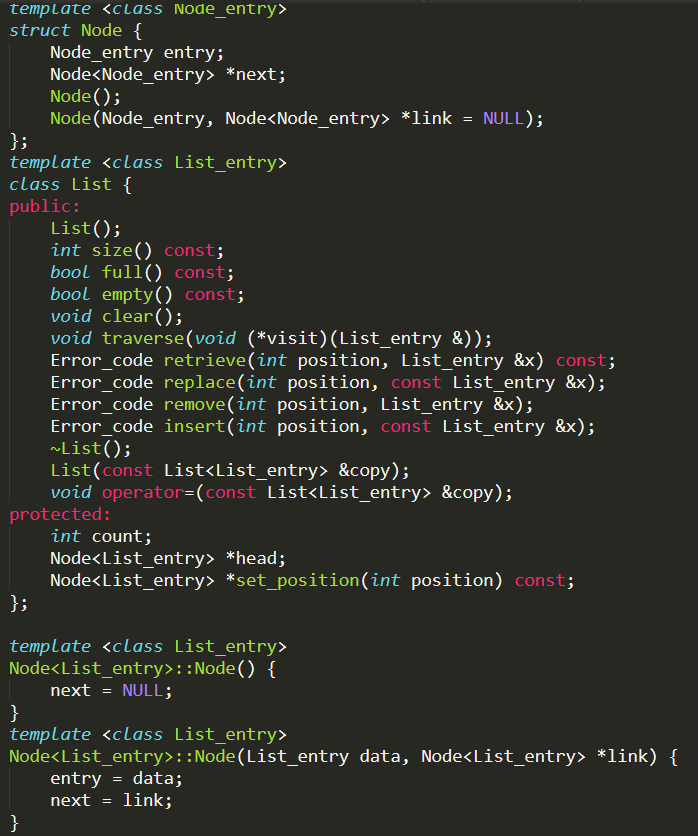 template <class Node_entry>
struct Node {
    Node_entry entry;
    Node<Node_entry> *next;
    Node();
    Node(Node_entry, Node<Node_entry> *link = NULL);
};
template <class List_entry>
class List {
public:
    List();
    int size() const;
    bool full() const;
    bool empty() const;
    void clear();
    void traverse(void (*visit)(List_entry &));
    Error_code retrieve(int position, List_entry &x) const;
    Error_code replace(int position, const List_entry &x);
    Error_code remove(int position, List_entry &x);
    Error_code insert(int position, const List_entry &x);
    ~List();
    List(const List<List_entry> &copy);
    void operator=(const List<List_entry> &copy);
protected:
    int count;
    Node<List_entry> *head;
    Node<List_entry> *set_position(int position) const;
};

template <class List_entry>
Node<List_entry>::Node() {
    next = NULL;
}
template <class List_entry>
Node<List_entry>::Node(List_entry data, Node<List_entry> *link) {
    entry = data;
    next = link;
}